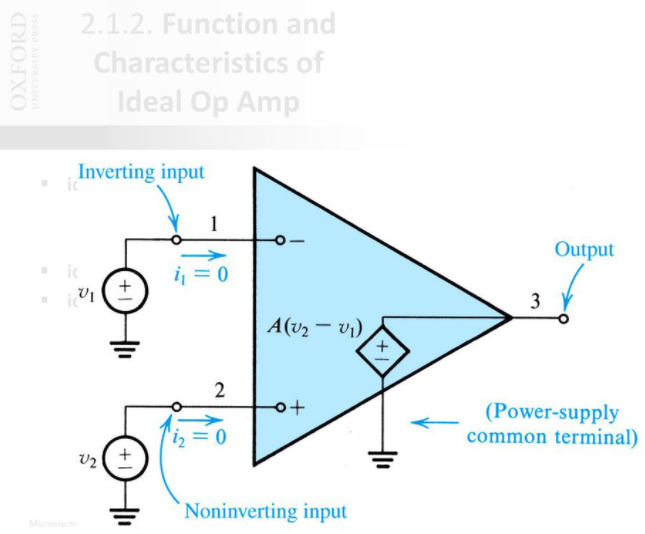 OXFORD
UNIVERSITY PRESS
2.1.2. Function and
Characteristics of
Ideal Op Amp
Inverting input
1
−
i₁ = 0
v₁
+
−
Output
3
A(v₂ − v₁)
+
−
2
+
i₂ = 0
(Power-supply
common terminal)
v₂
+
−
Noninverting input